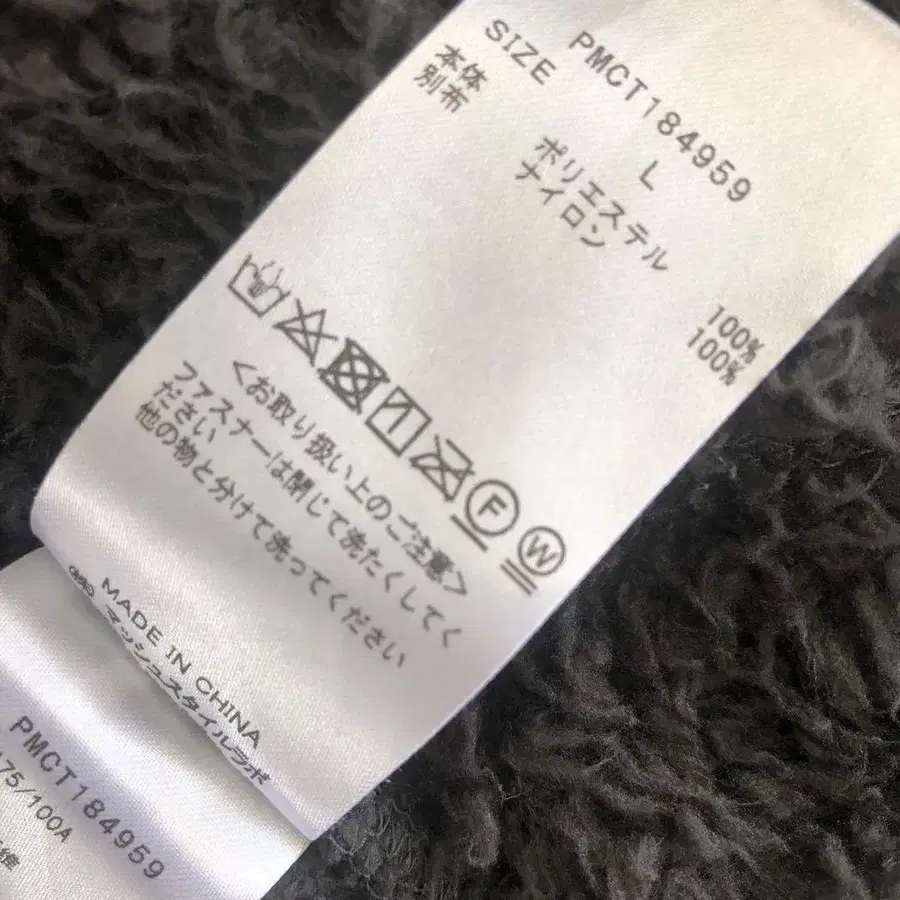 PMCT184959
SIZE L
本体 ポリエステル 100%
別布 ナイロン 100%
F
W
<お取り扱い上のご注意>
ファスナーは閉じて洗たくしてく
ださい
他の物と分けて洗ってください
MADE IN CHINA
㈱マッシュスタイルラボ
PMCT184959
175/100A